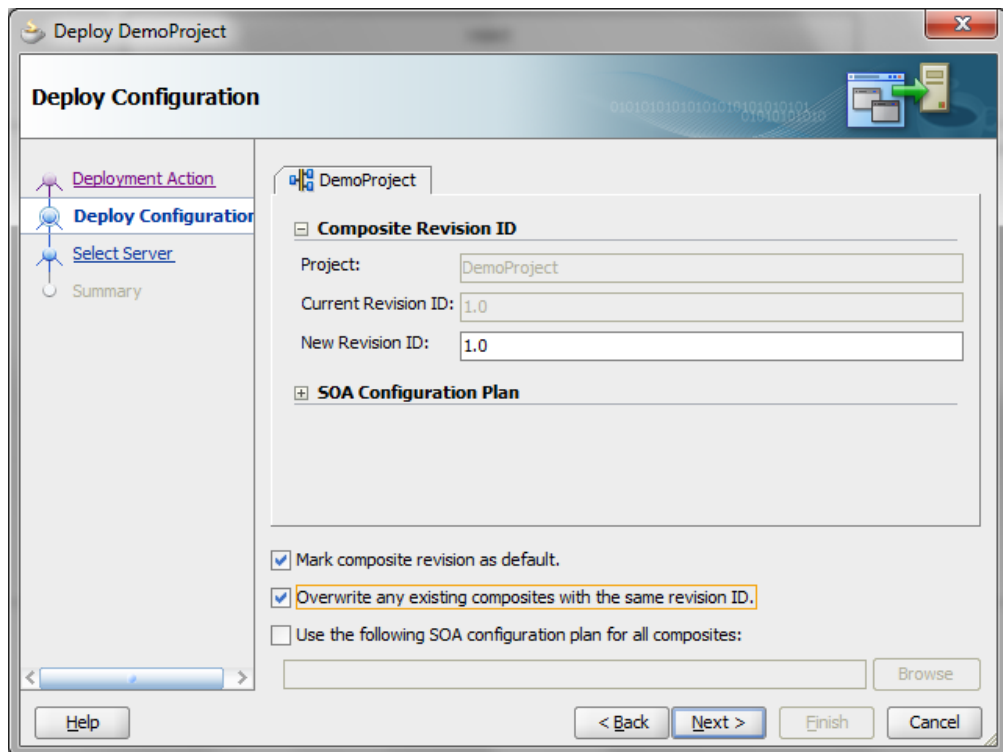 Deploy DemoProject
Deploy Configuration
010101010101010101010101
01010101010
Deployment Action
Deploy Configuration
Select Server
Summary
DemoProject
Composite Revision ID
Project: DemoProject
Current Revision ID: 1.0
New Revision ID: 1.0
SOA Configuration Plan
Mark composite revision as default.
Overwrite any existing composites with the same revision ID.
Use the following SOA configuration plan for all composites:
Browse
Help < Back Next > Finish Cancel